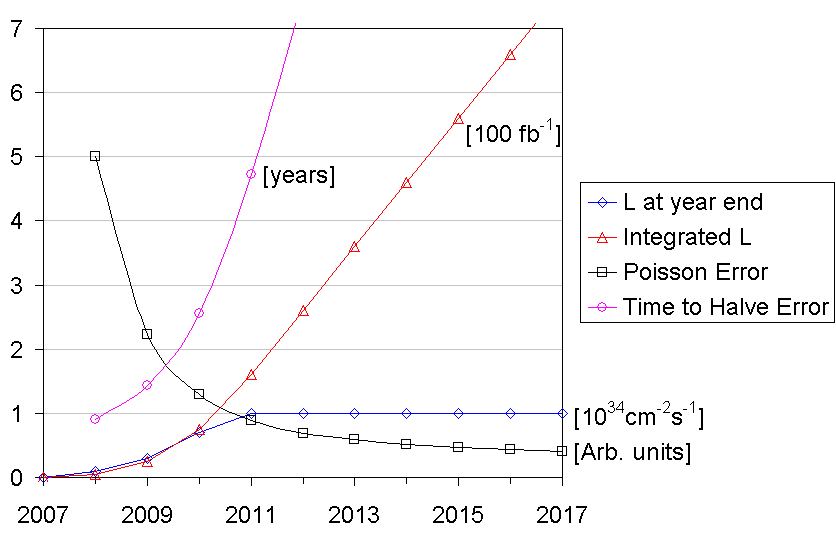 7
6
5
4
3
2
1
0
[100 fb⁻¹]
[years]
L at year end
Integrated L
Poisson Error
Time to Halve Error
[10³⁴cm⁻²s⁻¹]
[Arb. units]
2007 2009 2011 2013 2015 2017